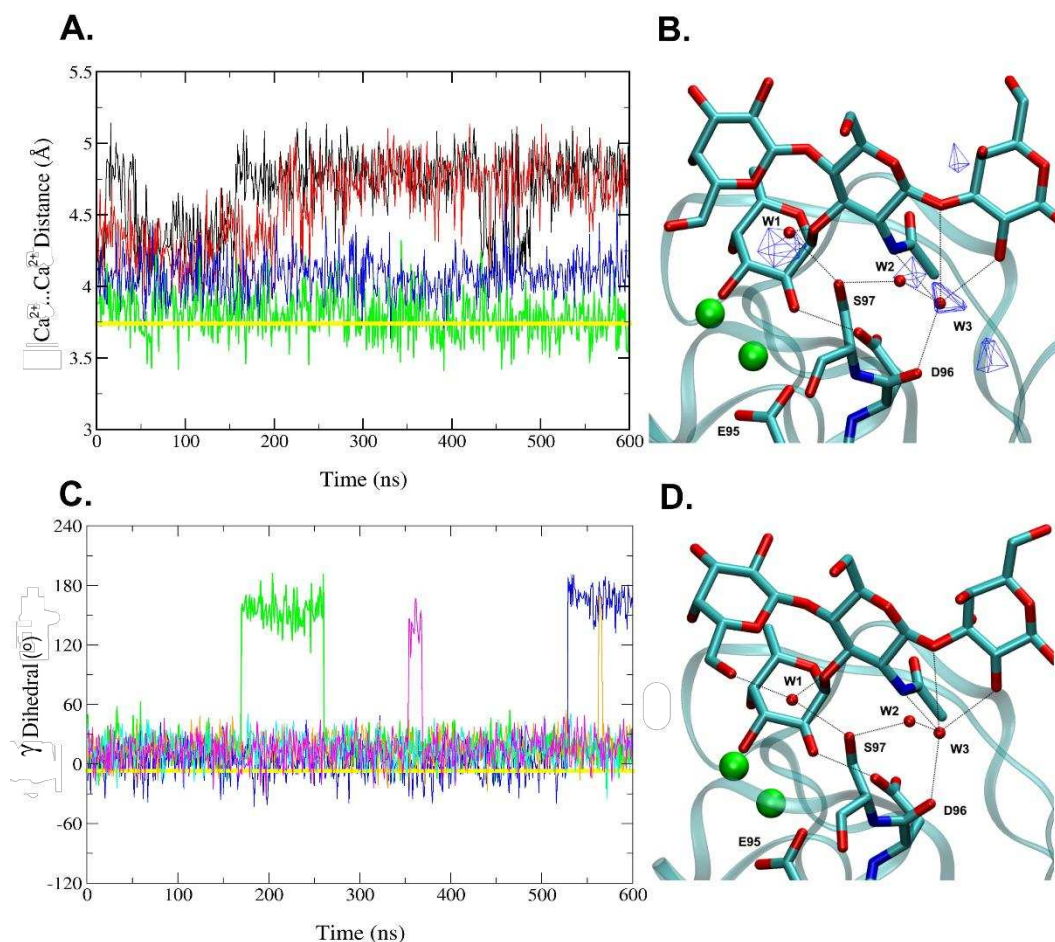 A.
5.5
5
4.5
4
3.5
3
Ca2+...Ca2+ Distance (Å)
0 100 200 300 400 500 600
Time (ns)
B.
W1
W2
S97
W3
D96
E95
C.
240
180
120
60
0
-60
-120
γ Dihedral (º)
0 100 200 300 400 500 600
Time (ns)
D.
W1
W2
S97
W3
D96
E95